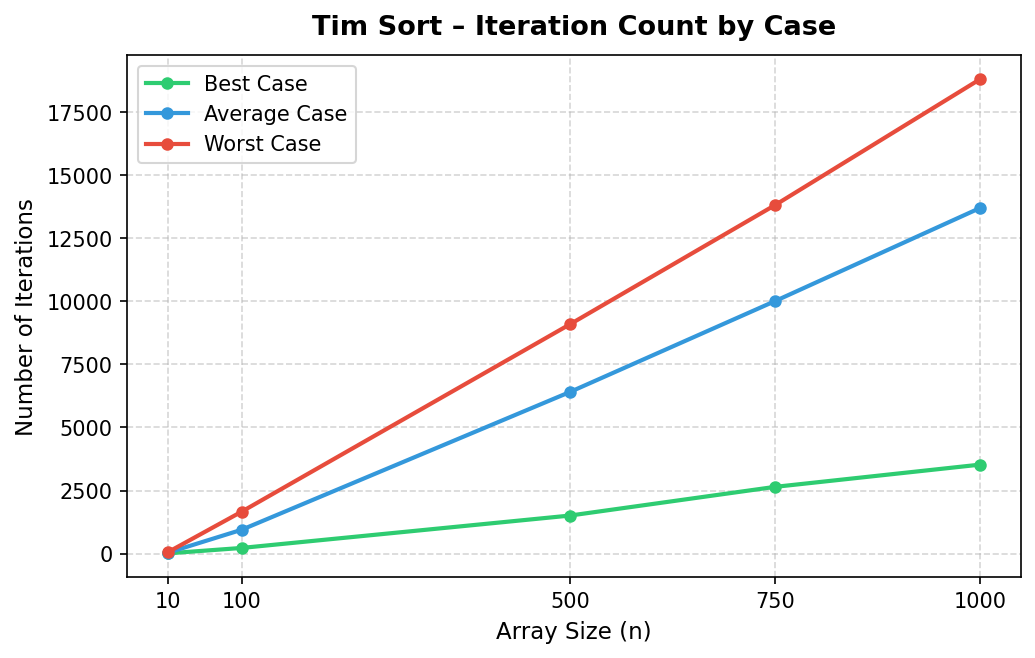 Tim Sort – Iteration Count by Case
Best Case
Average Case
Worst Case
17500
15000
12500
10000
7500
5000
2500
0
Number of Iterations
10 100 500 750 1000
Array Size (n)